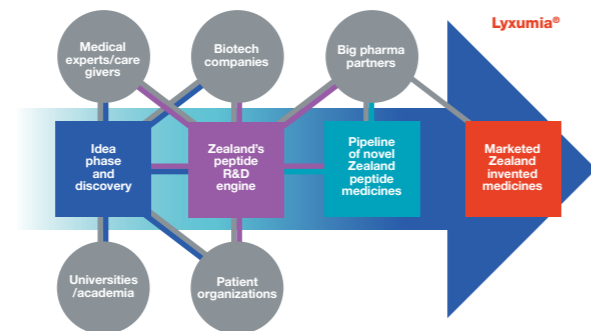 Lyxumia®
Medical
experts/care
givers
Biotech
companies
Big pharma
partners
Idea
phase
and
discovery
Zealand's
peptide
R&D
engine
Pipeline
of novel
Zealand
peptide
medicines
Marketed
Zealand
invented
medicines
Universities
/academia
Patient
organizations